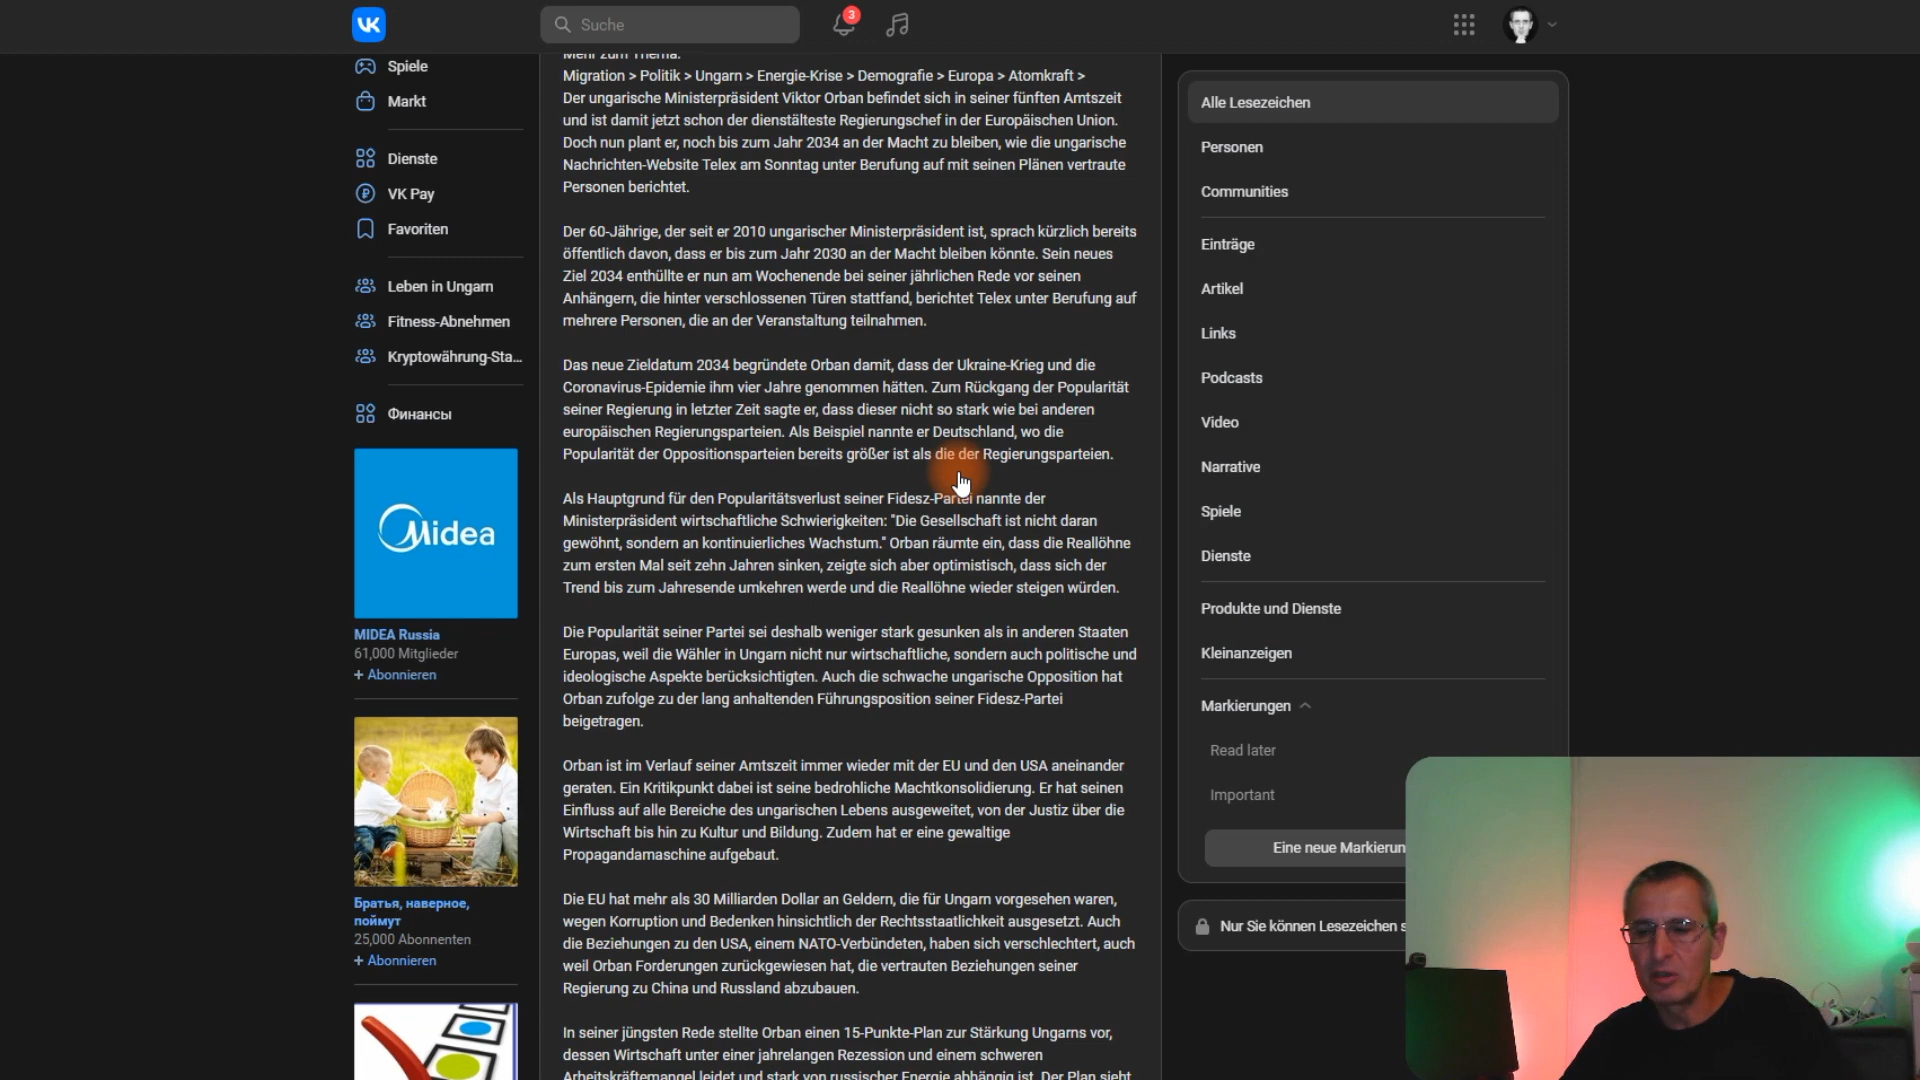 Suche
3
Spiele
Markt
Dienste
VK Pay
Favoriten
Leben in Ungarn
Fitness-Abnehmen
Kryptowährung-Sta...
Финансы
Midea
MIDEA Russia
61,000 Mitglieder
+ Abonnieren
Братья, наверное,
поймут
25,000 Abonnenten
+ Abonnieren
Mehr zum Thema:
Migration > Politik > Ungarn > Energie-Krise > Demografie > Europa > Atomkraft >
Der ungarische Ministerpräsident Viktor Orban befindet sich in seiner fünften Amtszeit
und ist damit jetzt schon der dienstälteste Regierungschef in der Europäischen Union.
Doch nun plant er, noch bis zum Jahr 2034 an der Macht zu bleiben, wie die ungarische
Nachrichten-Website Telex am Sonntag unter Berufung auf mit seinen Plänen vertraute
Personen berichtet.
Der 60-Jährige, der seit er 2010 ungarischer Ministerpräsident ist, sprach kürzlich bereits
öffentlich davon, dass er bis zum Jahr 2030 an der Macht bleiben könnte. Sein neues
Ziel 2034 enthüllte er nun am Wochenende bei seiner jährlichen Rede vor seinen
Anhängern, die hinter verschlossenen Türen stattfand, berichtet Telex unter Berufung auf
mehrere Personen, die an der Veranstaltung teilnahmen.
Das neue Zieldatum 2034 begründete Orban damit, dass der Ukraine-Krieg und die
Coronavirus-Epidemie ihm vier Jahre genommen hätten. Zum Rückgang der Popularität
seiner Regierung in letzter Zeit sagte er, dass dieser nicht so stark wie bei anderen
europäischen Regierungsparteien. Als Beispiel nannte er Deutschland, wo die
Popularität der Oppositionsparteien bereits größer ist als die der Regierungsparteien.
Als Hauptgrund für den Popularitätsverlust seiner Fidesz-Partei nannte der
Ministerpräsident wirtschaftliche Schwierigkeiten: "Die Gesellschaft ist nicht daran
gewöhnt, sondern an kontinuierliches Wachstum." Orban räumte ein, dass die Reallöhne
zum ersten Mal seit zehn Jahren sinken, zeigte sich aber optimistisch, dass sich der
Trend bis zum Jahresende umkehren werde und die Reallöhne wieder steigen würden.
Die Popularität seiner Partei sei deshalb weniger stark gesunken als in anderen Staaten
Europas, weil die Wähler in Ungarn nicht nur wirtschaftliche, sondern auch politische und
ideologische Aspekte berücksichtigten. Auch die schwache ungarische Opposition hat
Orban zufolge zu der lang anhaltenden Führungsposition seiner Fidesz-Partei
beigetragen.
Orban ist im Verlauf seiner Amtszeit immer wieder mit der EU und den USA aneinander
geraten. Ein Kritikpunkt dabei ist seine bedrohliche Machtkonsolidierung. Er hat seinen
Einfluss auf alle Bereiche des ungarischen Lebens ausgeweitet, von der Justiz über die
Wirtschaft bis hin zu Kultur und Bildung. Zudem hat er eine gewaltige
Propagandamaschine aufgebaut.
Die EU hat mehr als 30 Milliarden Dollar an Geldern, die für Ungarn vorgesehen waren,
wegen Korruption und Bedenken hinsichtlich der Rechtsstaatlichkeit ausgesetzt. Auch
die Beziehungen zu den USA, einem NATO-Verbündeten, haben sich verschlechtert, auch
weil Orban Forderungen zurückgewiesen hat, die vertrauten Beziehungen seiner
Regierung zu China und Russland abzubauen.
In seiner jüngsten Rede stellte Orban einen 15-Punkte-Plan zur Stärkung Ungarns vor,
dessen Wirtschaft unter einer jahrelangen Rezession und einem schweren
Arbeitskräftemangel leidet und stark von russischer Energie abhängig ist. Der Plan sieht
Alle Lesezeichen
Personen
Communities
Einträge
Artikel
Links
Podcasts
Video
Narrative
Spiele
Dienste
Produkte und Dienste
Kleinanzeigen
Markierungen
Read later
Important
Eine neue Markierun
Nur Sie können Lesezeichen s